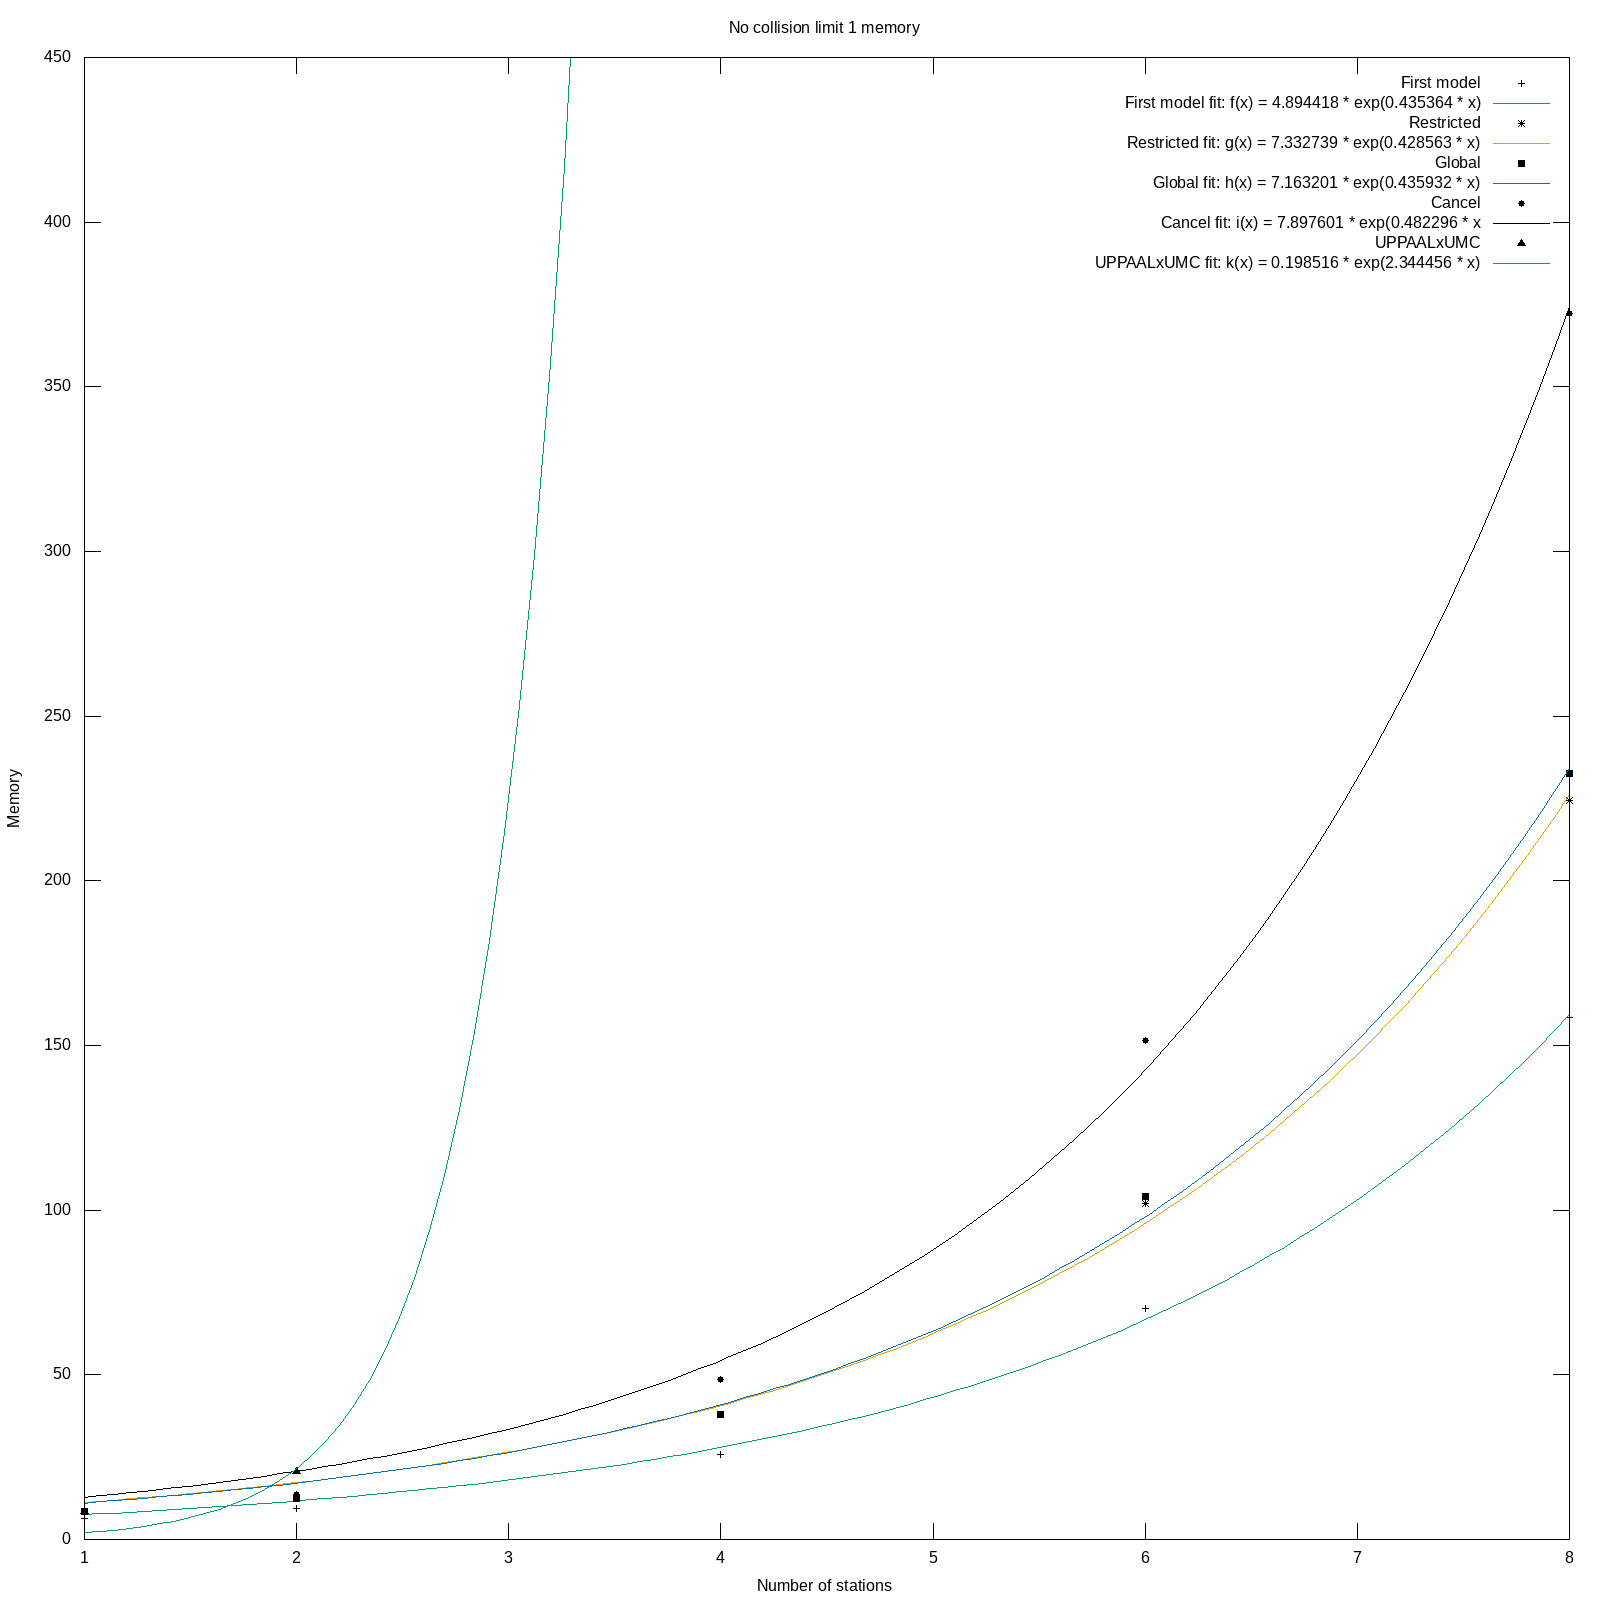 No collision limit 1 memory
450
400
350
300
250
200
150
100
50
0
Memory
First model
First model fit: f(x) = 4.894418 * exp(0.435364 * x)
Restricted
Restricted fit: g(x) = 7.332739 * exp(0.428563 * x)
Global
Global fit: h(x) = 7.163201 * exp(0.435932 * x)
Cancel
Cancel fit: i(x) = 7.897601 * exp(0.482296 * x
UPPAALxUMC
UPPAALxUMC fit: k(x) = 0.198516 * exp(2.344456 * x)
1 2 3 4 5 6 7 8
Number of stations